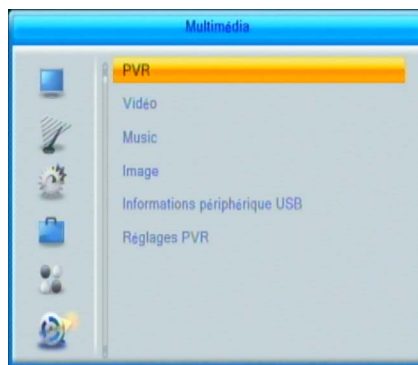 Multimédia
PVR
Vidéo
Music
Image
Informations périphérique USB
Réglages PVR